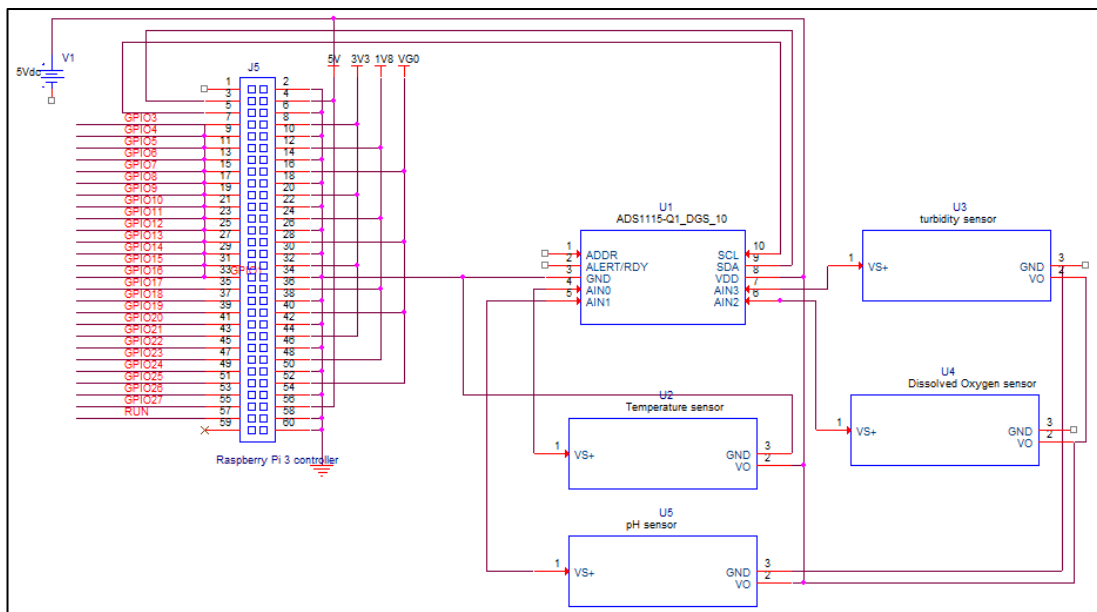 V1
5Vdc
J5
5V 3V3 1V8 VG0
1 2
3 4
5 6
GPIO3 7 8
GPIO4 9 10
GPIO5 11 12
GPIO6 13 14
GPIO7 15 16
GPIO8 17 18
GPIO9 19 20
GPIO10 21 22
GPIO11 23 24
GPIO12 25 26
GPIO13 27 28
GPIO14 29 30
GPIO15 31 32
GPIO16 33 34
GPIO17 35 36
GPIO18 37 38
GPIO19 39 40
GPIO20 41 42
GPIO21 43 44
GPIO22 45 46
GPIO23 47 48
GPIO24 49 50
GPIO25 51 52
GPIO26 53 54
GPIO27 55 56
RUN 57 58
59 60
Raspberry Pi 3 controller
U1
ADS1115-Q1_DGS_10
1 ADDR SCL 10
2 ALERT/RDY SDA 9
3 GND VDD 8
4 AIN0 AIN3 7
5 AIN1 AIN2 6
U3
turbidity sensor
1 VS+ GND 3
VO 2
U4
Dissolved Oxygen sensor
1 VS+ GND 3
VO 2
U2
Temperature sensor
1 VS+ GND 3
VO 2
U5
pH sensor
1 VS+ GND 3
VO 2